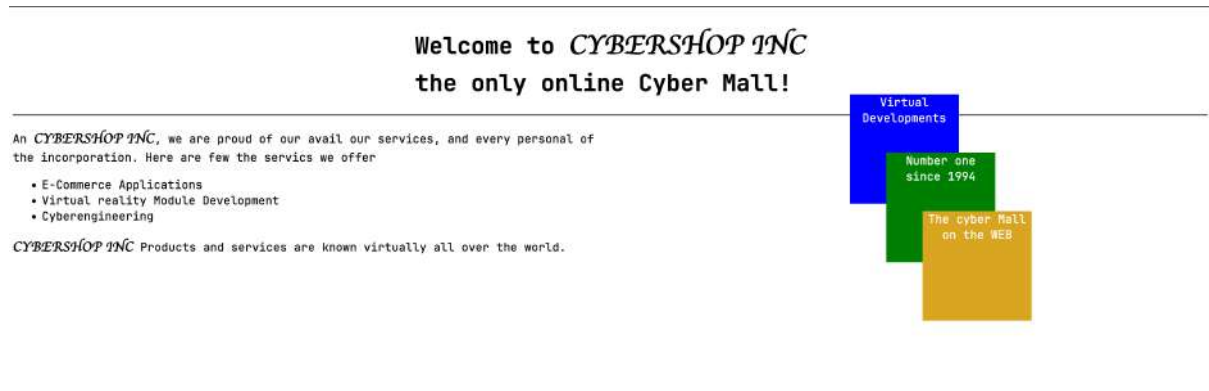 Welcome to CYBERSHOP INC
the only online Cyber Mall!
An CYBERSHOP INC, we are proud of our avail our services, and every personal of
the incorporation. Here are few the servics we offer
• E-Commerce Applications
• Virtual reality Module Development
• Cyberengineering
CYBERSHOP INC Products and services are known virtually all over the world.
Virtual
Developments
Number one
since 1994
The cyber Mall
on the WEB